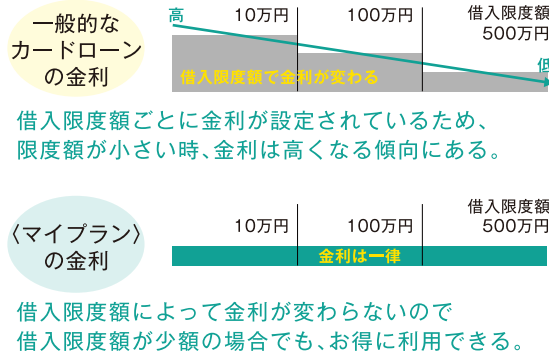 一般的な
カードローン
の金利
高
10万円
100万円
借入限度額
500万円
低
借入限度額で金利が変わる
借入限度額ごとに金利が設定されているため、
限度額が小さい時、金利は高くなる傾向にある。
〈マイプラン〉
の金利
10万円
100万円
借入限度額
500万円
金利は一律
借入限度額によって金利が変わらないので
借入限度額が少額の場合でも、お得に利用できる。